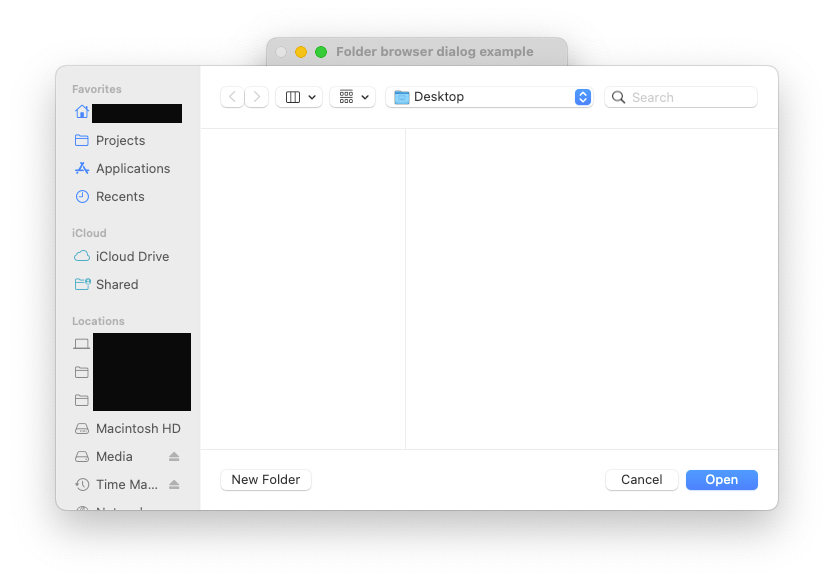 Folder browser dialog example
Favorites
Projects
Applications
Recents
iCloud
iCloud Drive
Shared
Locations
Macintosh HD
Media
Time Ma...
Desktop
Search
New Folder
Cancel
Open